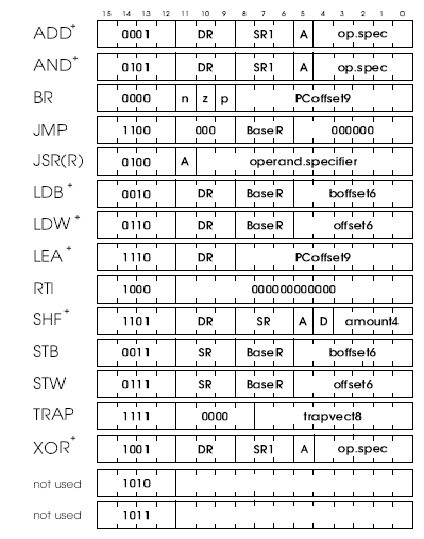 15 14 13 12 11 10 9 8 7 6 5 4 3 2 1 0
ADD+ 0001 DR SR1 A op.spec
AND+ 0101 DR SR1 A op.spec
BR 0000 n z p PCoffset9
JMP 1100 000 BaseR 000000
JSR(R) 0100 A operand.specifier
LDB+ 0010 DR BaseR boffset6
LDW+ 0110 DR BaseR offset6
LEA+ 1110 DR PCoffset9
RTI 1000 000000000000
SHF+ 1101 DR SR A D amount4
STB 0011 SR BaseR boffset6
STW 0111 SR BaseR offset6
TRAP 1111 0000 trapvect8
XOR+ 1001 DR SR1 A op.spec
not used 1010
not used 1011